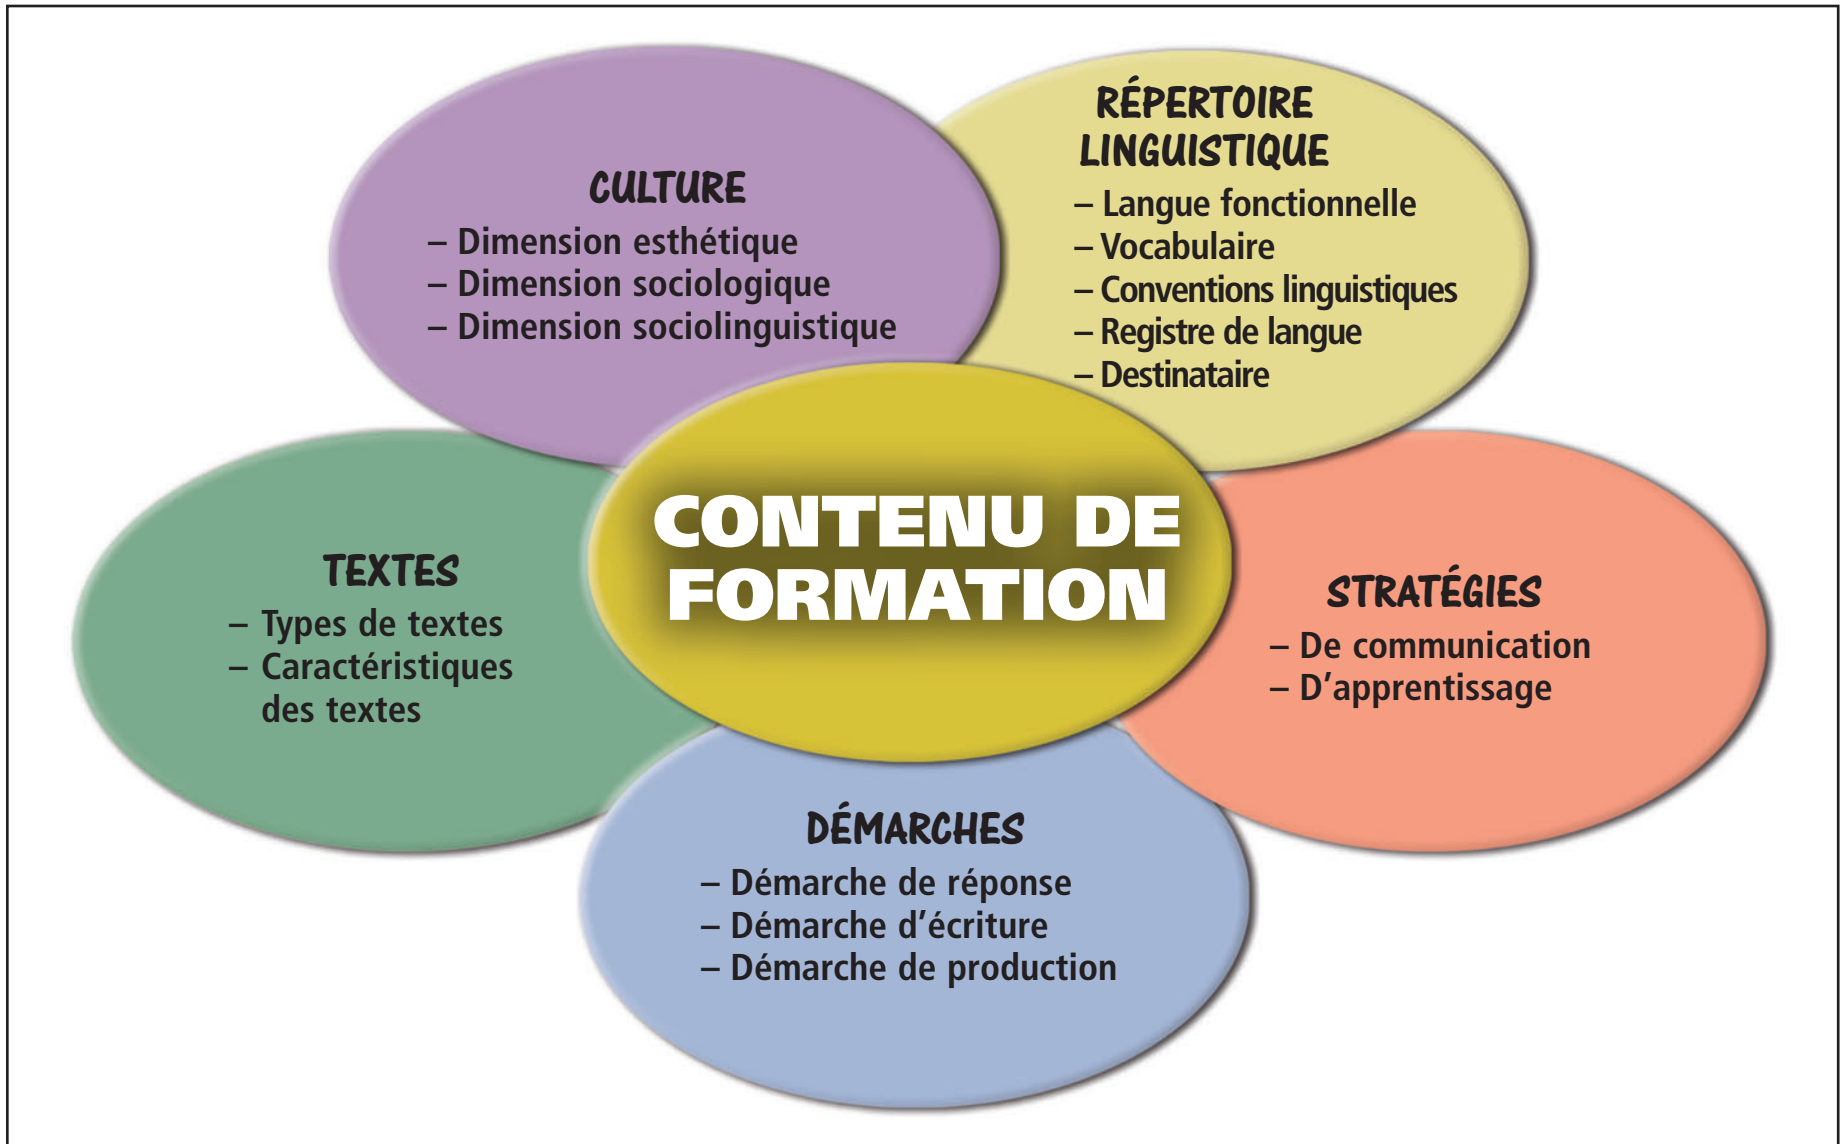 CULTURE
– Dimension esthétique
– Dimension sociologique
– Dimension sociolinguistique
RÉPERTOIRE
LINGUISTIQUE
– Langue fonctionnelle
– Vocabulaire
– Conventions linguistiques
– Registre de langue
– Destinataire
CONTENU DE
FORMATION
TEXTES
– Types de textes
– Caractéristiques
des textes
STRATÉGIES
– De communication
– D'apprentissage
DÉMARCHES
– Démarche de réponse
– Démarche d'écriture
– Démarche de production